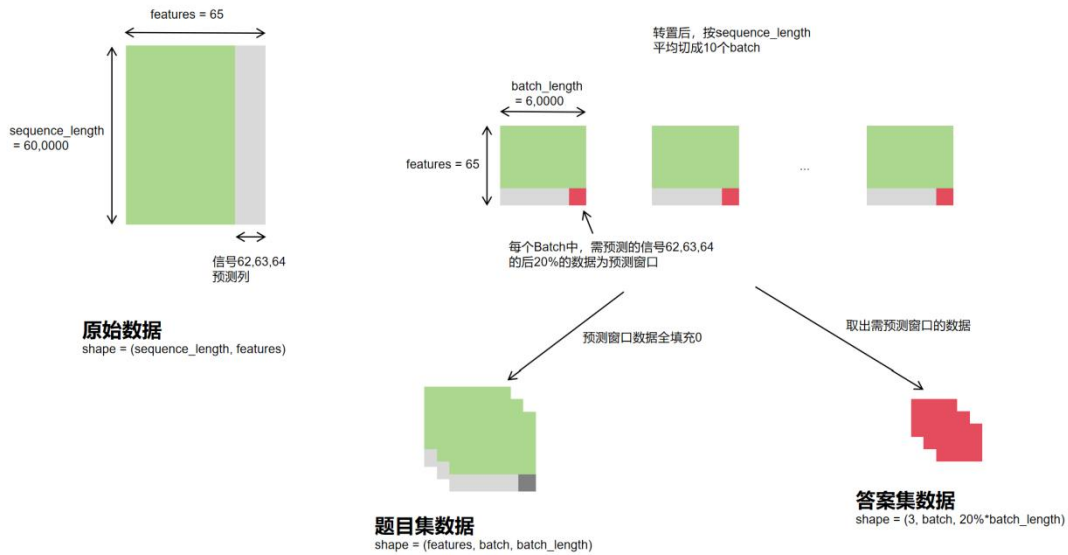 features = 65
sequence_length
= 60,0000
信号62,63,64
预测列
原始数据
shape = (sequence_length, features)
转置后，按sequence_length
平均切成10个batch
batch_length
= 6,0000
features = 65
...
每个Batch中，需预测的信号62,63,64
的后20%的数据为预测窗口
预测窗口数据全填充0
取出需预测窗口的数据
题目集数据
shape = (features, batch, batch_length)
答案集数据
shape = (3, batch, 20%*batch_length)